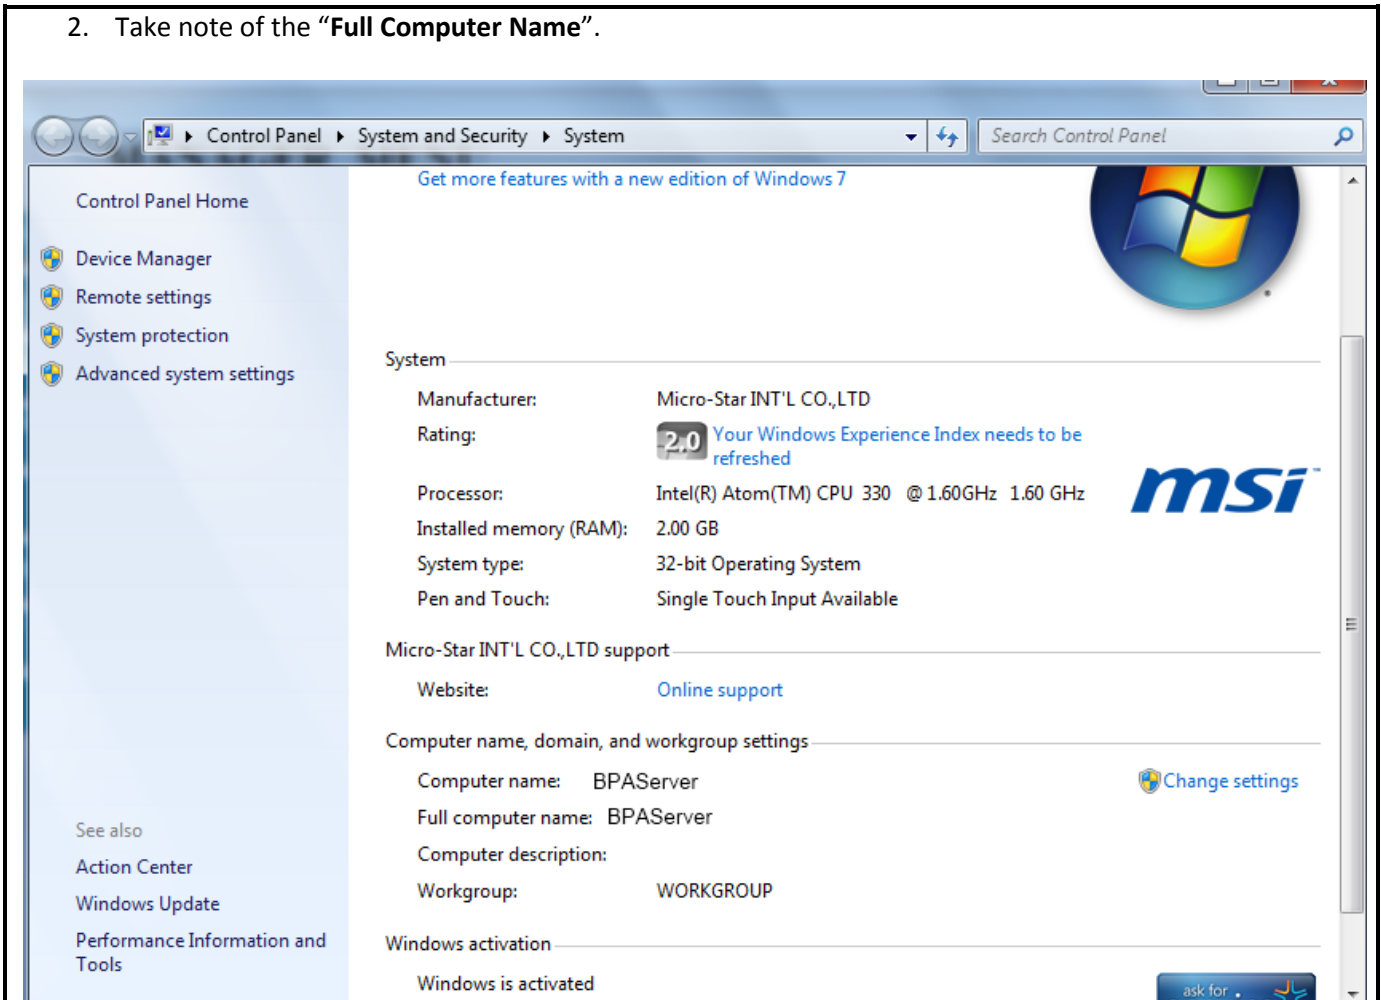 2. Take note of the “Full Computer Name”.
Control Panel System and Security System
Search Control Panel
Control Panel Home
Device Manager
Remote settings
System protection
Advanced system settings
See also
Action Center
Windows Update
Performance Information and
Tools
Get more features with a new edition of Windows 7
System
Manufacturer: Micro-Star INT'L CO.,LTD
Rating: 2.0 Your Windows Experience Index needs to be
refreshed
msi
Processor: Intel(R) Atom(TM) CPU 330 @ 1.60GHz 1.60 GHz
Installed memory (RAM): 2.00 GB
System type: 32-bit Operating System
Pen and Touch: Single Touch Input Available
Micro-Star INT'L CO.,LTD support
Website: Online support
Computer name, domain, and workgroup settings
Computer name: BPAServer
Change settings
Full computer name: BPAServer
Computer description:
Workgroup: WORKGROUP
Windows activation
Windows is activated
ask for